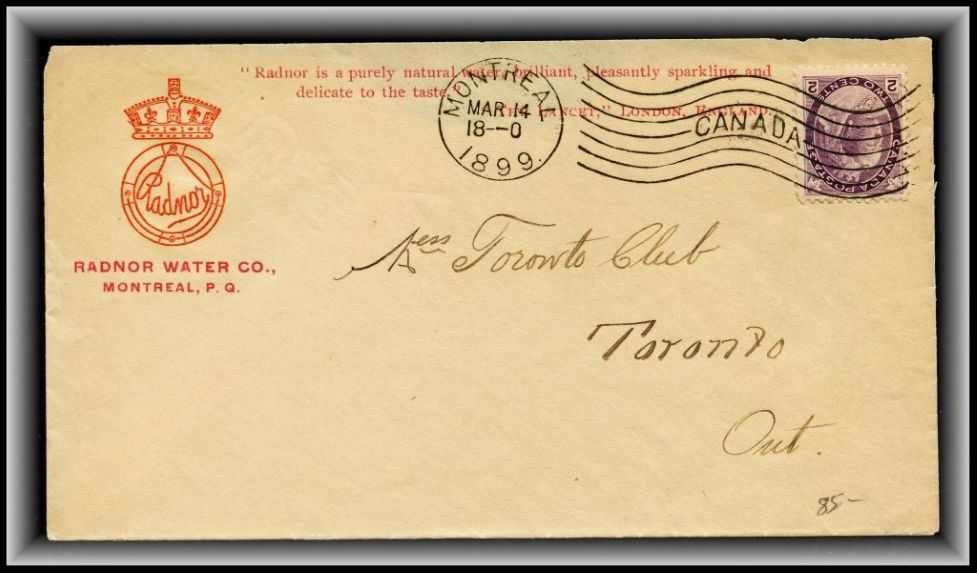 " Radnor is a purely natural water, brilliant, pleasantly sparkling and
delicate to the taste."
"The Lancet," London, England.
MONTREAL
MAR 14
18--0
1899.
CANADA
2 TWO CENTS 2
CANADA POSTAGE
Radnor
RADNOR WATER CO.,
MONTREAL, P. Q.
Toronto Club
Toronto
Ont.
85-